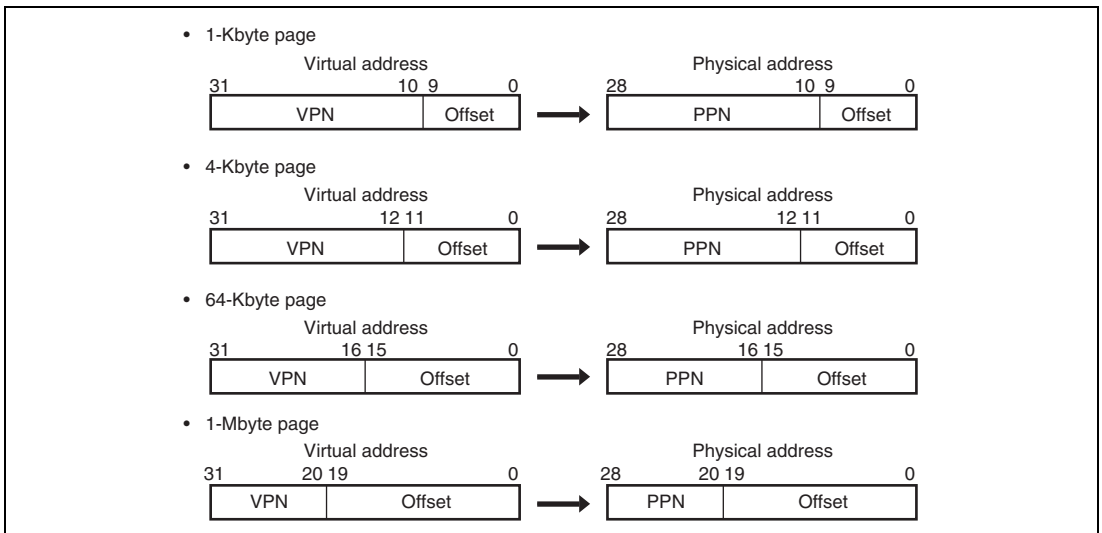 • 1-Kbyte page
Virtual address Physical address
31 10 9 0 28 10 9 0
VPN Offset PPN Offset
• 4-Kbyte page
Virtual address Physical address
31 12 11 0 28 12 11 0
VPN Offset PPN Offset
• 64-Kbyte page
Virtual address Physical address
31 16 15 0 28 16 15 0
VPN Offset PPN Offset
• 1-Mbyte page
Virtual address Physical address
31 20 19 0 28 20 19 0
VPN Offset PPN Offset